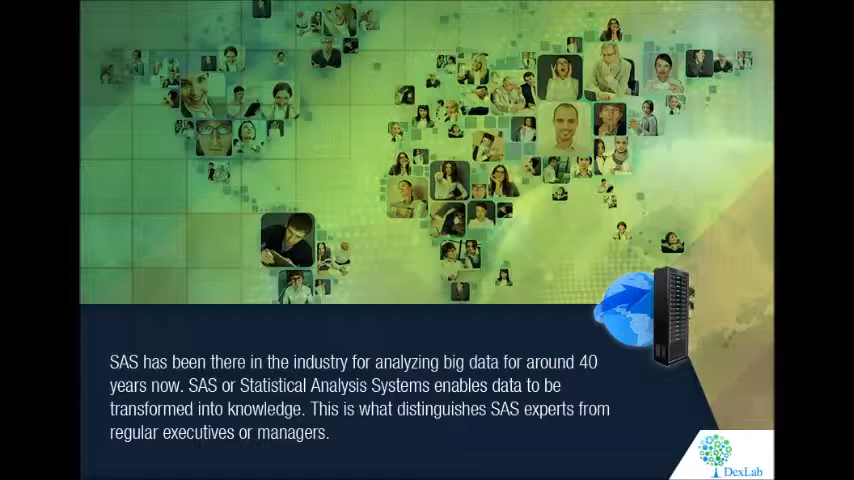 SAS has been there in the industry for analyzing big data for around 40
years now. SAS or Statistical Analysis Systems enables data to be
transformed into knowledge. This is what distinguishes SAS experts from
regular executives or managers.
DexLab